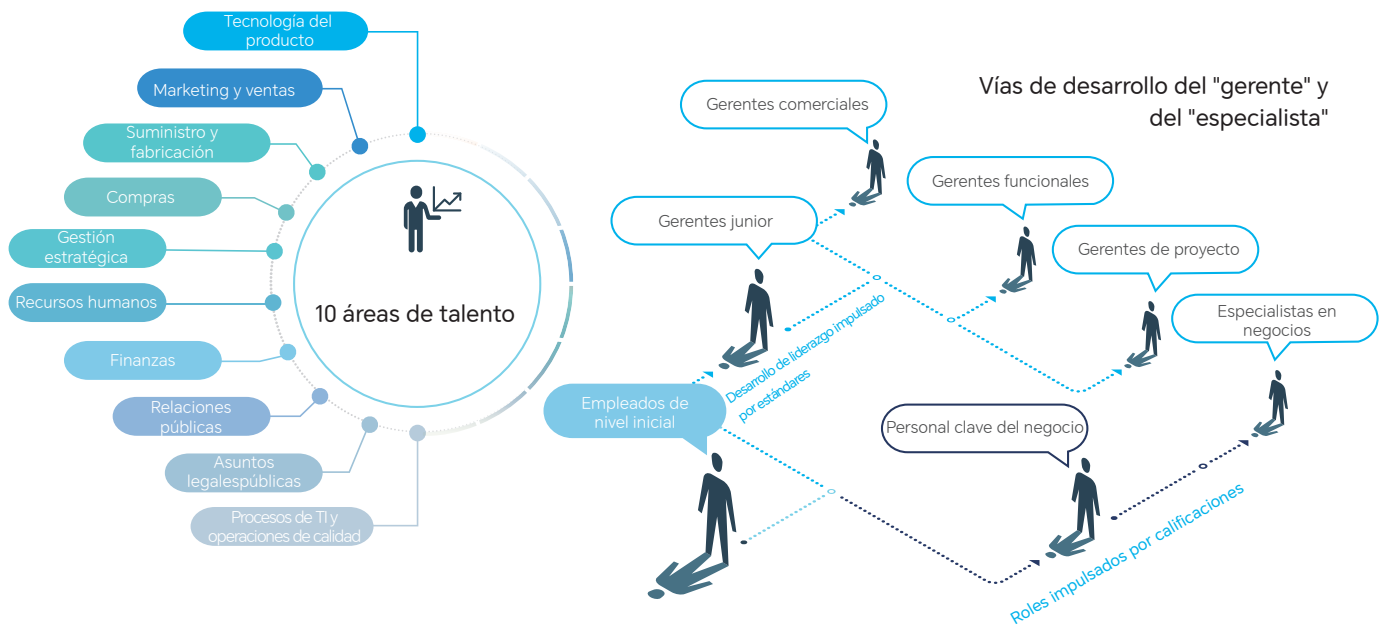 Tecnología del
producto
Marketing y ventas
Suministro y
fabricación
Compras
Gestión
estratégica
Recursos humanos
Finanzas
Relaciones
públicas
Asuntos
legalespúblicas
Procesos de TI y
operaciones de calidad
10 áreas de talento
Vías de desarrollo del "gerente" y
del "especialista"
Gerentes comerciales
Gerentes funcionales
Gerentes junior
Gerentes de proyecto
Especialistas en
negocios
Desarrollo de liderazgo impulsado
por estándares
Empleados de
nivel inicial
Personal clave del negocio
Roles impulsados por calificaciones